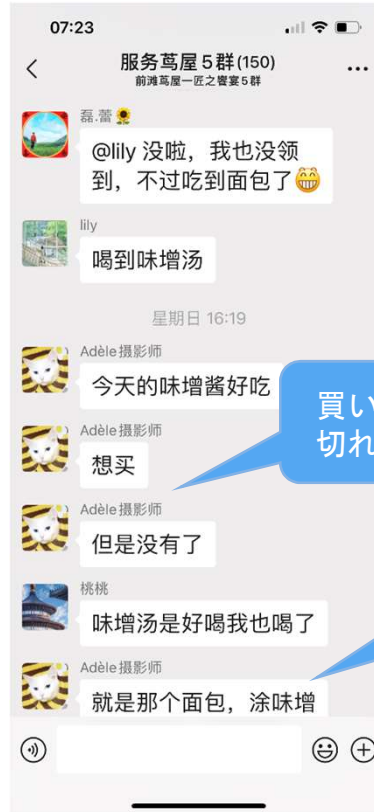 07:23
服务茑屋5群(150)
前滩茑屋一匠之饗宴5群
磊.蕾
@lily 没啦，我也没领
到，不过吃到面包了
lily
喝到味增汤
星期日 16:19
Adèle摄影师
今天的味增酱好吃
買い
切れ
Adèle摄影师
想买
Adèle摄影师
但是没有了
桃桃
味增汤是好喝我也喝了
Adèle摄影师
就是那个面包，涂味增